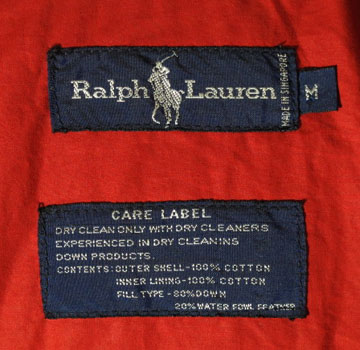 Ralph Lauren
MADE IN SINGAPORE
M
CARE LABEL
DRY CLEAN ONLY WITH DRY CLEANERS
EXPERIENCED IN DRY CLEANING
DOWN PRODUCTS.
CONTENTS: OUTER SHELL-100% COTTON
INNER LINING-100% COTTON
FILL TYPE - 80% DOWN
20% WATER FOWL FEATHER